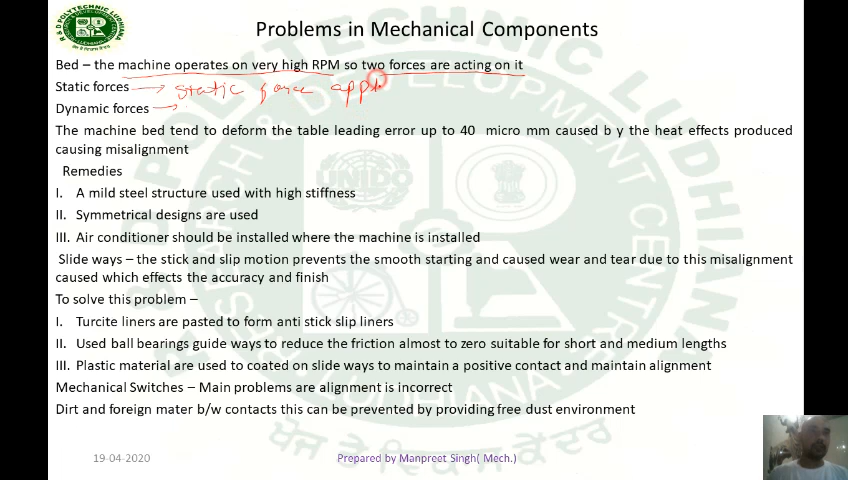 Problems in Mechanical Components
Bed – the machine operates on very high RPM so two forces are acting on it
Static forces → static force appl
Dynamic forces →
The machine bed tend to deform the table leading error up to 40 micro mm caused b y the heat effects produced
causing misalignment
Remedies
I. A mild steel structure used with high stiffness
II. Symmetrical designs are used
III. Air conditioner should be installed where the machine is installed
Slide ways – the stick and slip motion prevents the smooth starting and caused wear and tear due to this misalignment
caused which effects the accuracy and finish
To solve this problem –
I. Turcite liners are pasted to form anti stick slip liners
II. Used ball bearings guide ways to reduce the friction almost to zero suitable for short and medium lengths
III. Plastic material are used to coated on slide ways to maintain a positive contact and maintain alignment
Mechanical Switches – Main problems are alignment is incorrect
Dirt and foreign mater b/w contacts this can be prevented by providing free dust environment
19-04-2020
Prepared by Manpreet Singh( Mech.)